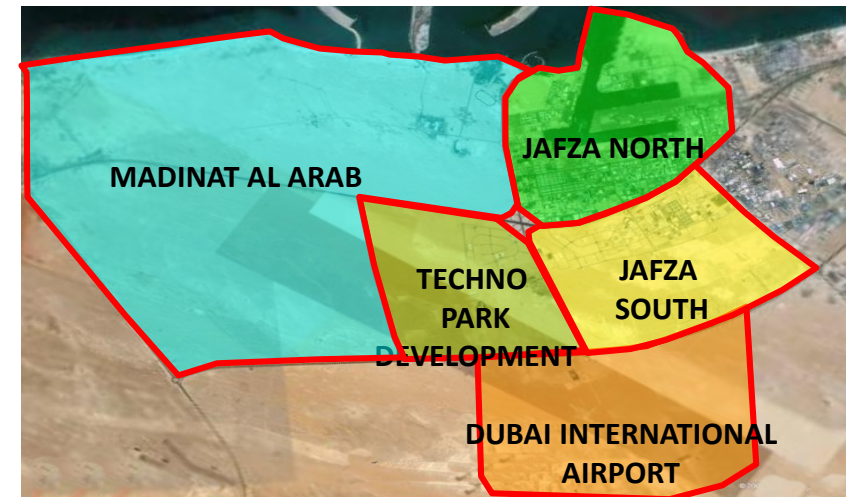 JAFZA NORTH
MADINAT AL ARAB
TECHNO
PARK
DEVELOPMENT
JAFZA
SOUTH
DUBAI INTERNATIONAL
AIRPORT